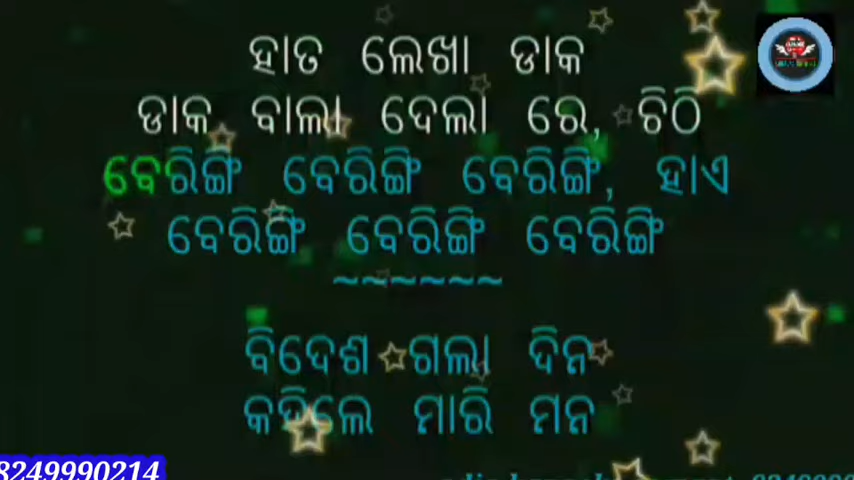 ହାତ ଲେଖା ଡାକ
ଡାକ ବାଲା ଦେଲା ରେ, ଚିଠି
ବେରିଙ୍ଗି ବେରିଙ୍ଗି ବେରିଙ୍ଗି, ହାଏ
ବେରିଙ୍ଗି ବେରିଙ୍ଗି ବେରିଙ୍ଗି
~~~~~~
ବିଦେଶ ଗଲା ଦିନ
କହିଲେ ମାରି ମନ
8249990214